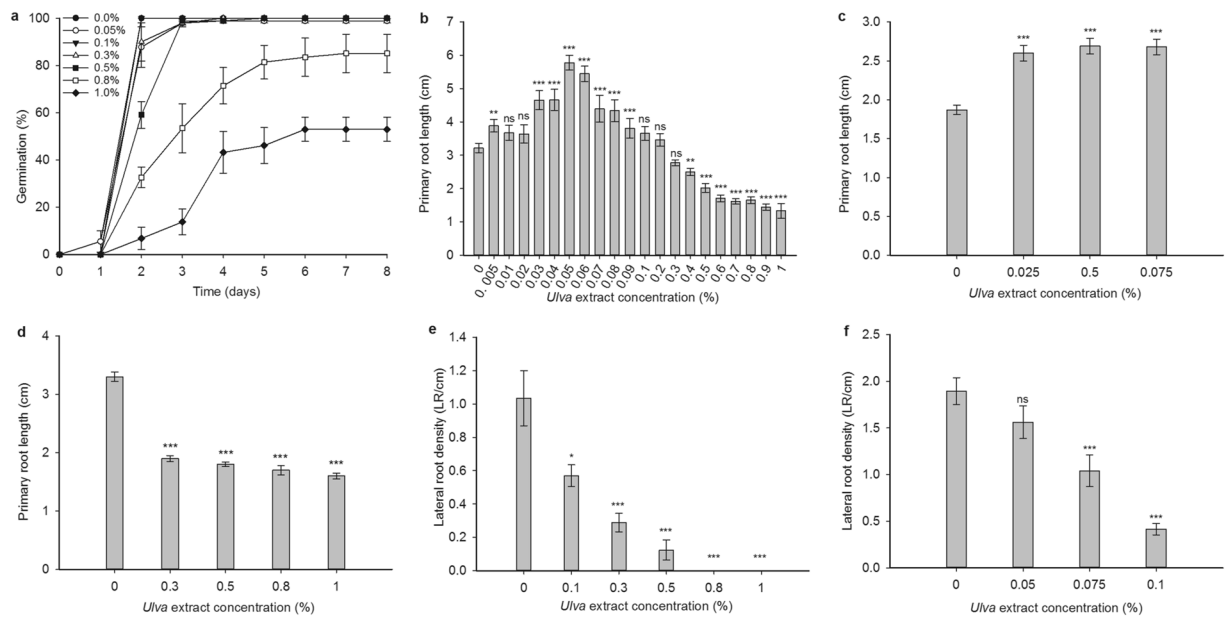 a
0.0%
0.05%
0.1%
0.3%
0.5%
0.8%
1.0%
100
80
60
40
20
0
Germination (%)
0 1 2 3 4 5 6 7 8
Time (days)
b
7
6
5
4
3
2
1
0
Primary root length (cm)
** ns ns *** *** *** *** *** *** *** ns ns ns ** *** *** *** *** *** ***
0 0. 005 0.01 0.02 0.03 0.04 0.05 0.06 0.07 0.08 0.09 0.1 0.2 0.3 0.4 0.5 0.6 0.7 0.8 0.9 1
Ulva extract concentration (%)
c
3.0
2.5
2.0
1.5
1.0
0.5
0.0
Primary root length (cm)
*** *** ***
0 0.025 0.5 0.075
Ulva extract concentration (%)
d
4
3
2
1
0
Primary root length (cm)
*** *** *** ***
0 0.3 0.5 0.8 1
Ulva extract concentration (%)
e
1.4
1.2
1.0
0.8
0.6
0.4
0.2
0.0
Lateral root density (LR/cm)
* *** *** *** ***
0 0.1 0.3 0.5 0.8 1
Ulva extract concentration (%)
f
2.5
2.0
1.5
1.0
0.5
0.0
Lateral root density (LR/cm)
ns *** ***
0 0.05 0.075 0.1
Ulva extract concentration (%)